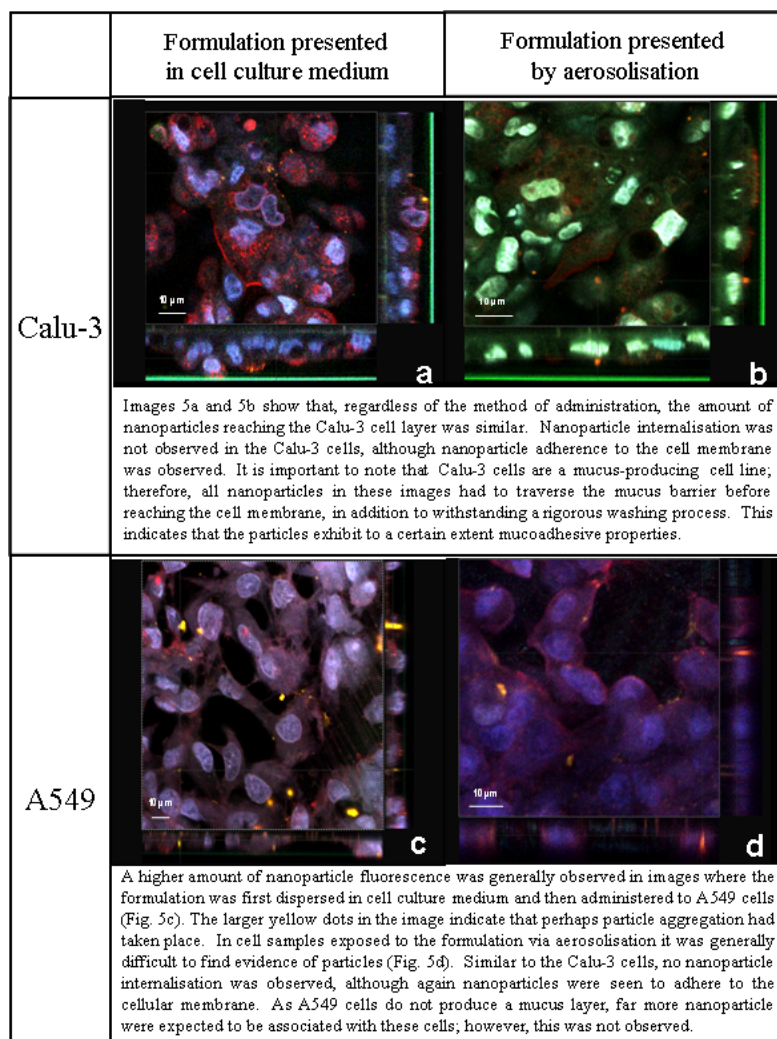 Formulation presented
in cell culture medium
Formulation presented
by aerosolisation
Calu-3
10 µm
a
10 µm
b
Images 5a and 5b show that, regardless of the method of administration, the amount of
nanoparticles reaching the Calu-3 cell layer was similar. Nanoparticle internalisation was
not observed in the Calu-3 cells, although nanoparticle adherence to the cell membrane
was observed. It is important to note that Calu-3 cells are a mucus-producing cell line;
therefore, all nanoparticles in these images had to traverse the mucus barrier before
reaching the cell membrane, in addition to withstanding a rigorous washing process. This
indicates that the particles exhibit to a certain extent mucoadhesive properties.
A549
10 µm
c
10 µm
d
A higher amount of nanoparticle fluorescence was generally observed in images where the
formulation was first dispersed in cell culture medium and then administered to A549 cells
(Fig. 5c). The larger yellow dots in the image indicate that perhaps particle aggregation had
taken place. In cell samples exposed to the formulation via aerosolisation it was generally
difficult to find evidence of particles (Fig. 5d). Similar to the Calu-3 cells, no nanoparticle
internalisation was observed, although again nanoparticles were seen to adhere to the
cellular membrane. As A549 cells do not produce a mucus layer, far more nanoparticle
were expected to be associated with these cells; however, this was not observed.